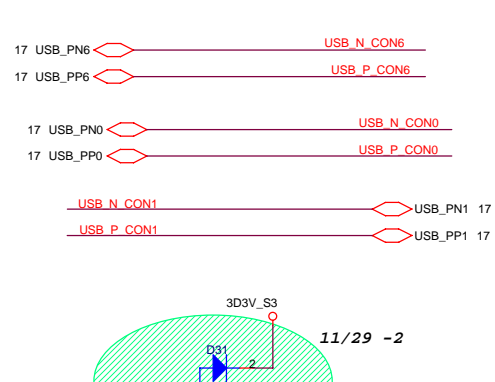 USB_N_CON6
17 USB_PN6
USB_P_CON6
17 USB_PP6
USB_N_CON0
17 USB_PN0
USB_P_CON0
17 USB_PP0
USB_N_CON1
USB_PN1 17
USB_P_CON1
USB_PP1 17
3D3V_S3
11/29 -2
D31
2